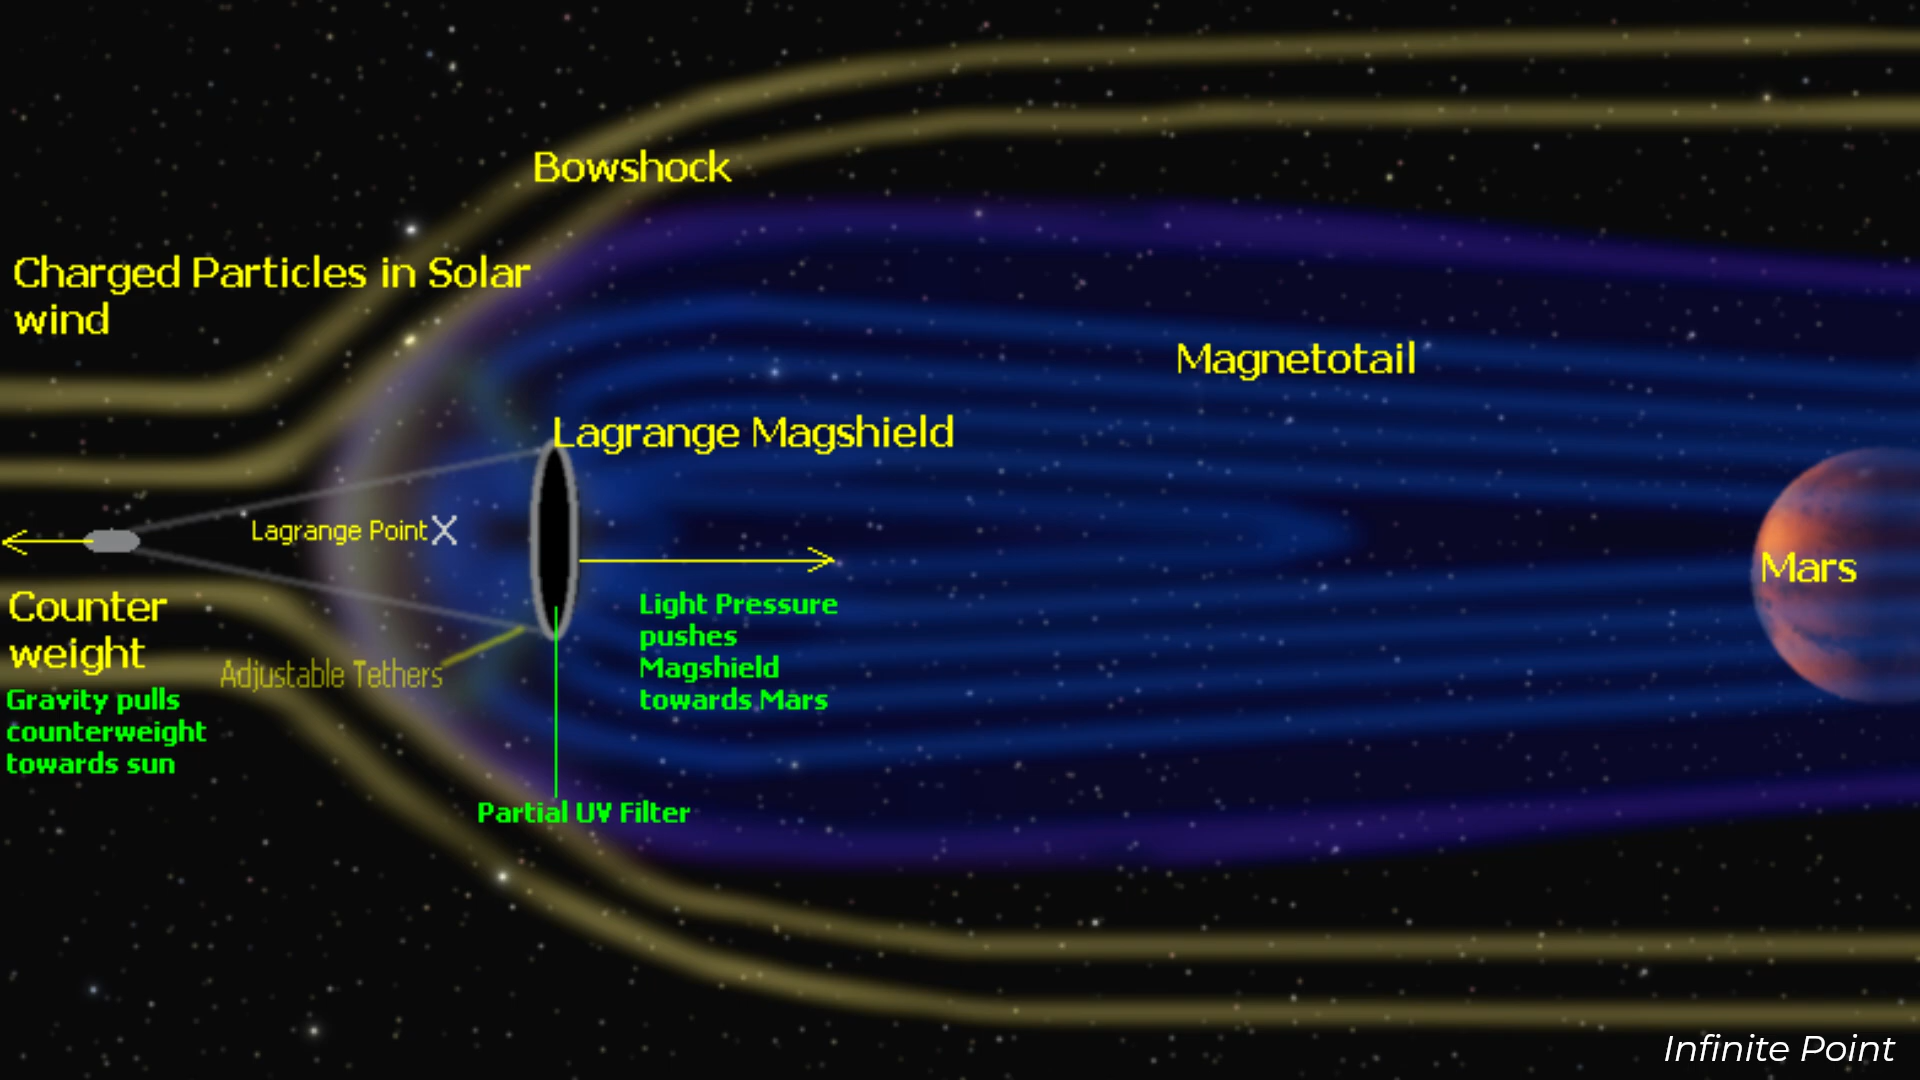 Bowshock
Charged Particles in Solar
wind
Magnetotail
Lagrange Magshield
Lagrange Point
Mars
Counter
weight
Gravity pulls
counterweight
towards sun
Adjustable Tethers
Light Pressure
pushes
Magshield
towards Mars
Partial UV Filter
Infinite Point